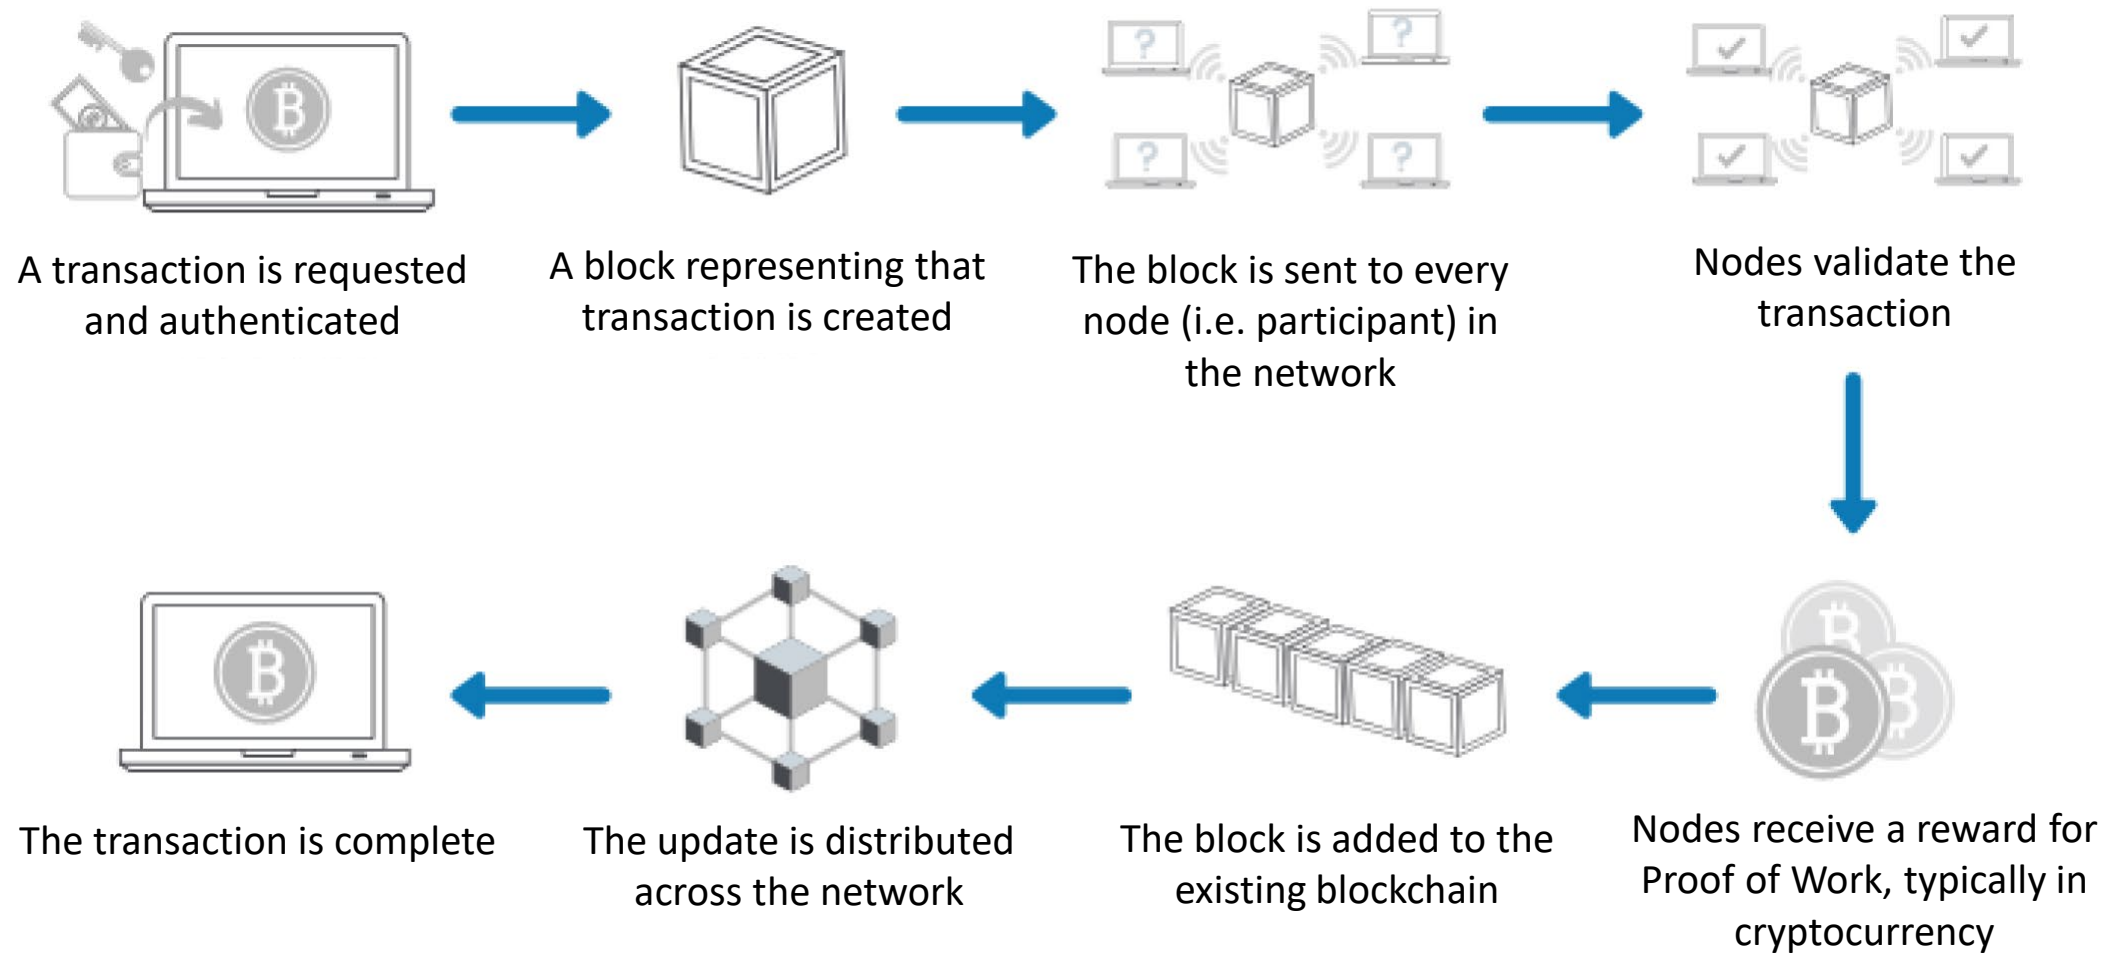 A transaction is requested
and authenticated
A block representing that
transaction is created
The block is sent to every
node (i.e. participant) in
the network
Nodes validate the
transaction
Nodes receive a reward for
Proof of Work, typically in
cryptocurrency
The block is added to the
existing blockchain
The update is distributed
across the network
The transaction is complete